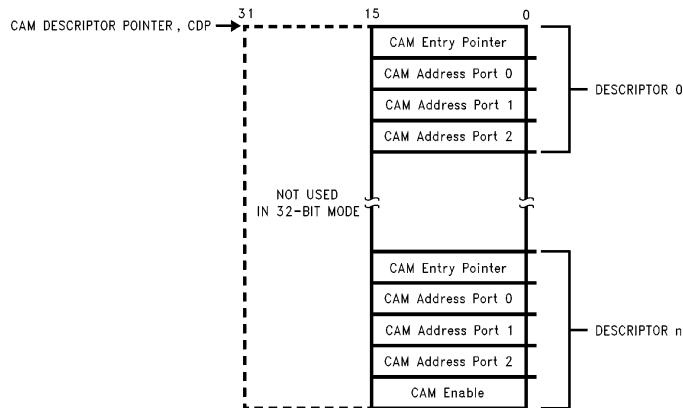 31 15 0
CAM DESCRIPTOR POINTER, CDP
CAM Entry Pointer
CAM Address Port 0
CAM Address Port 1
CAM Address Port 2
DESCRIPTOR 0
NOT USED
IN 32-BIT MODE
CAM Entry Pointer
CAM Address Port 0
CAM Address Port 1
CAM Address Port 2
CAM Enable
DESCRIPTOR n